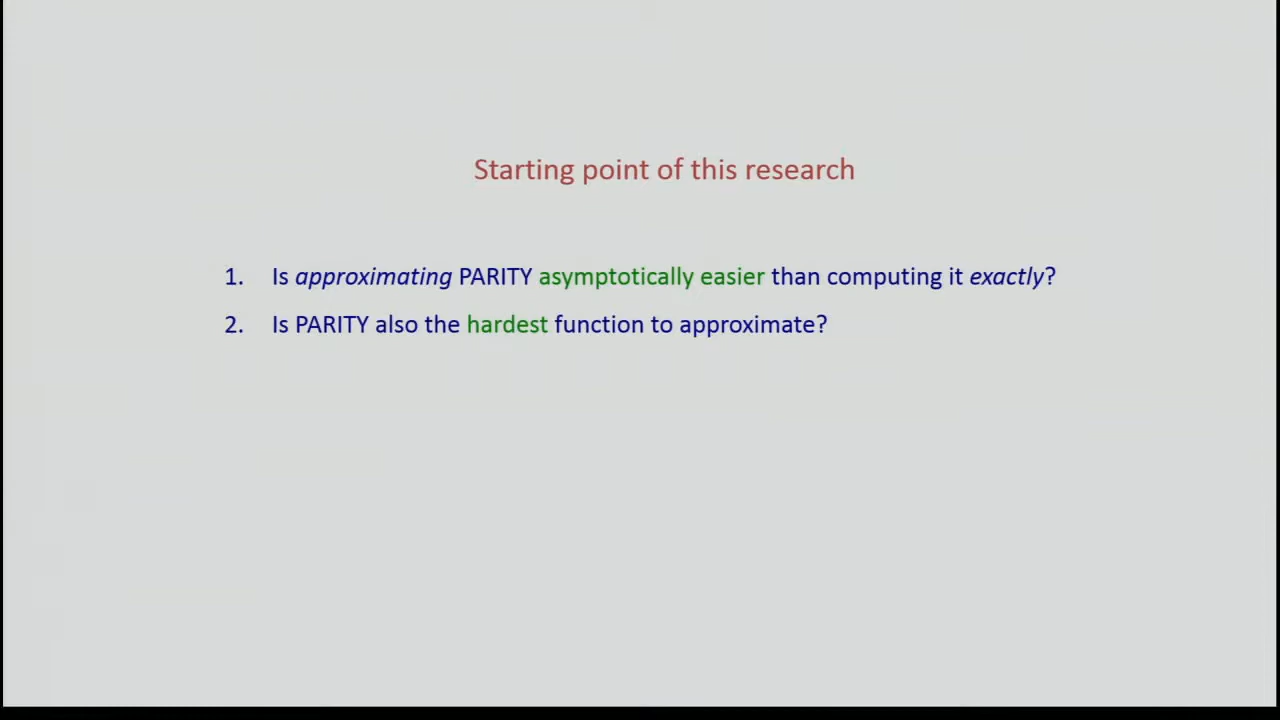 Starting point of this research
1. Is approximating PARITY asymptotically easier than computing it exactly?
2. Is PARITY also the hardest function to approximate?